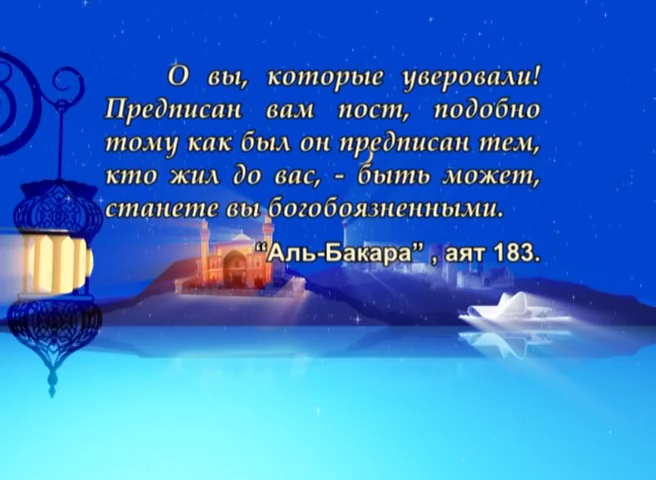 О вы, которые уверовали!
Предписан вам пост, подобно
тому как был он предписан тем,
кто жил до вас, - быть может,
станете вы богобоязненными.
“Аль-Бакара” , аят 183.